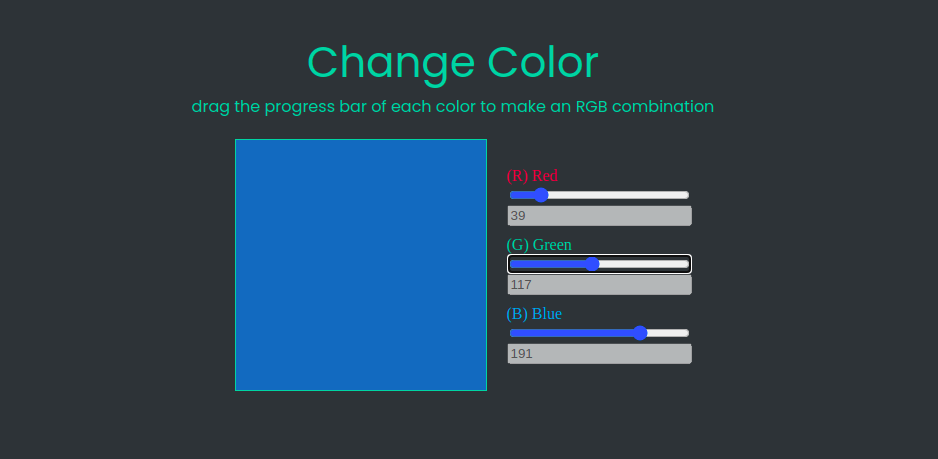 Change Color
drag the progress bar of each color to make an RGB combination
(R) Red
39
(G) Green
117
(B) Blue
191